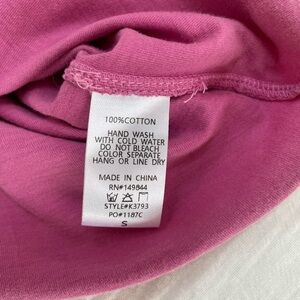 100%COTTON
HAND WASH
WITH COLD WATER
DO NOT BLEACH
COLOR SEPARATE
HANG OR LINE DRY
MADE IN CHINA
RN#149844
STYLE#K3793
PO#1187C
S